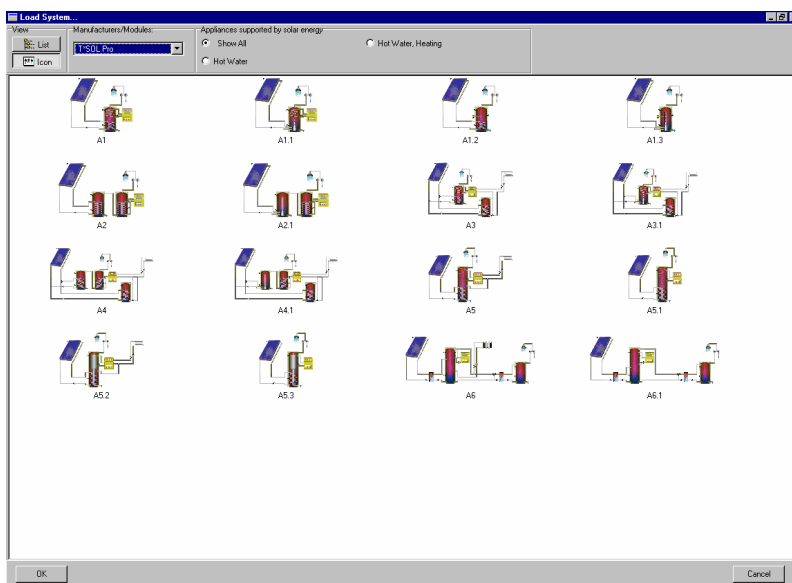 Load System...
View
Manufacturers/Modules:
Appliances supported by solar energy
List
T*SOL Pro
Show All
Hot Water, Heating
Icon
Hot Water
A1
A1.1
A1.2
A1.3
A2
A2.1
A3
A3.1
A4
A4.1
A5
A5.1
A5.2
A5.3
A6
A6.1
OK
Cancel